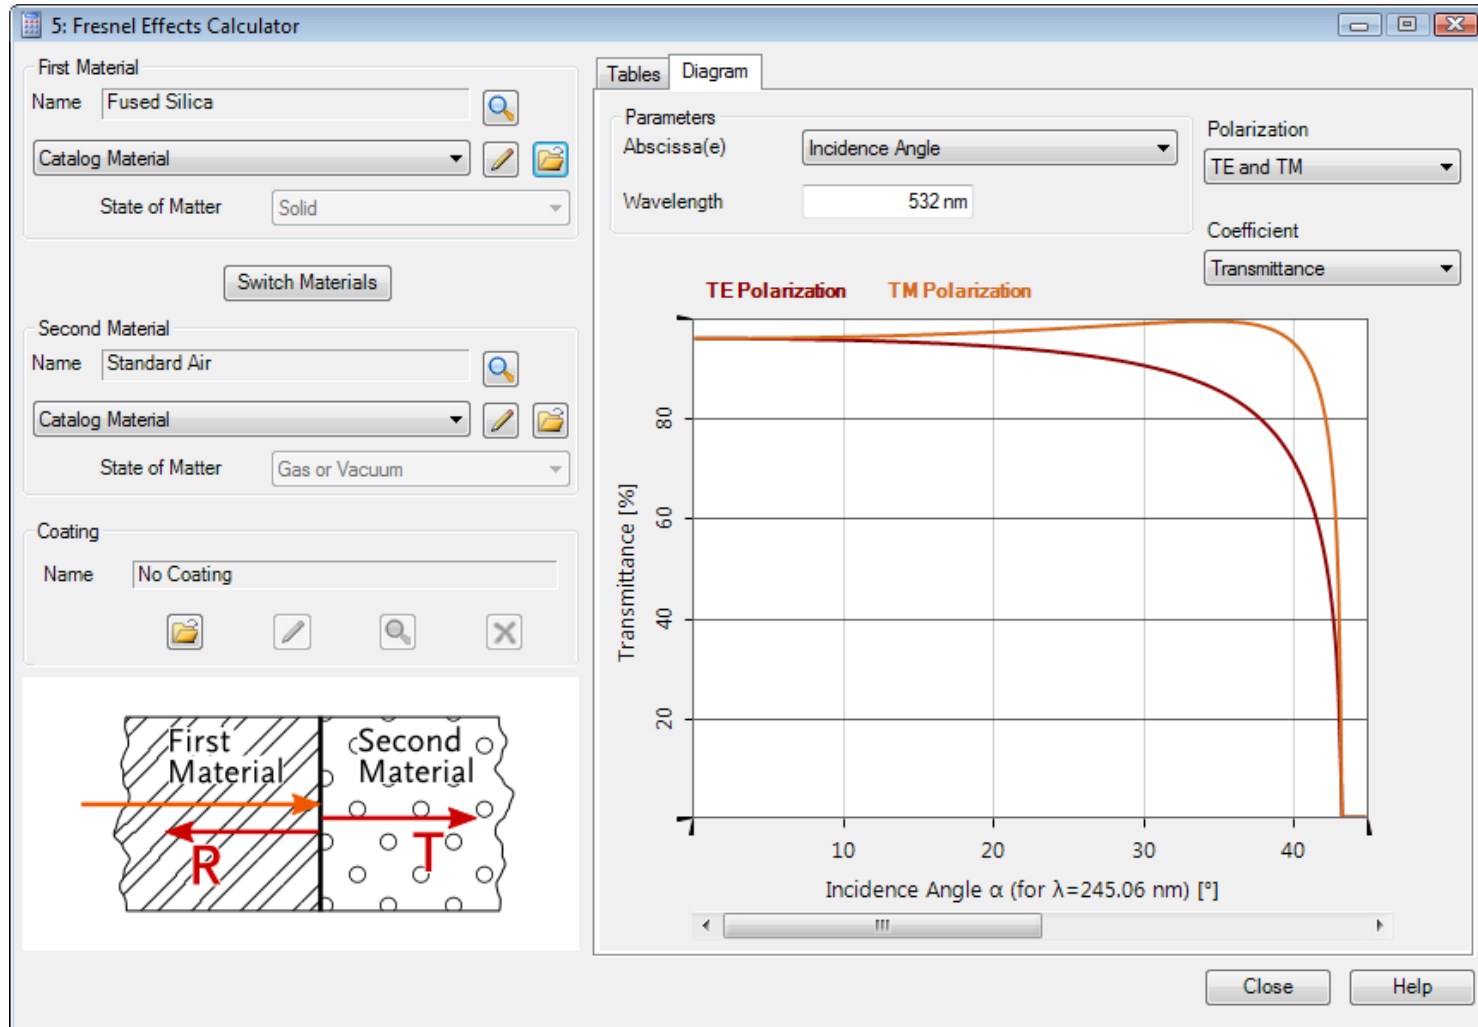 5: Fresnel Effects Calculator
First Material
Name Fused Silica
Catalog Material
State of Matter Solid
Switch Materials
Second Material
Name Standard Air
Catalog Material
State of Matter Gas or Vacuum
Coating
Name No Coating
First
Material
Second
Material
R
T
Tables Diagram
Parameters
Abscissa(e) Incidence Angle
Wavelength 532 nm
Polarization
TE and TM
Coefficient
Transmittance
TE Polarization TM Polarization
Transmittance [%]
80
60
40
20
10 20 30 40
Incidence Angle α (for λ=245.06 nm) [°]
Close Help